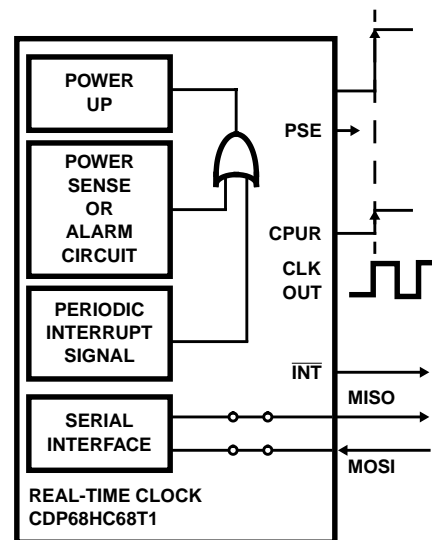 POWER
UP
PSE
POWER
SENSE
OR
ALARM
CIRCUIT
CPUR
CLK
OUT
PERIODIC
INTERRUPT
SIGNAL
INT
MISO
SERIAL
INTERFACE
MOSI
REAL-TIME CLOCK
CDP68HC68T1